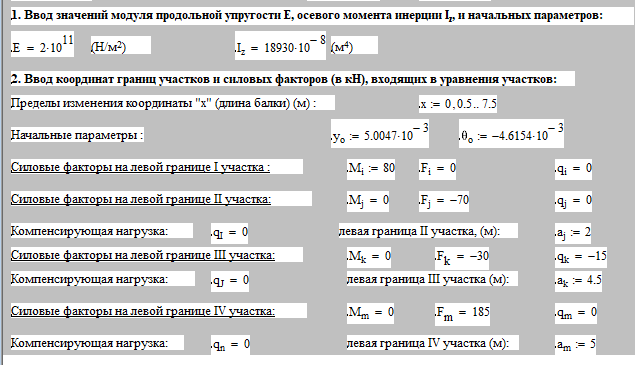 1. Ввод значений модуля продольной упругости E, осевого момента инерции Iz, и начальных параметров:
.E = 2·10^11 (Н/м²) .Iz = 18930·10^−8 (м⁴)
2. Ввод координат границ участков и силовых факторов (в кН), входящих в уравнения участков:
Пределы изменения координаты "x" (длина балки) (м) : .x := 0,0.5.. 7.5
Начальные параметры : .yo := 5.0047·10^−3 .θo := −4.6154·10^−3
Силовые факторы на левой границе I участка : .Mi := 80 .Fi := 0 .qi := 0
Силовые факторы на левой границе II участка: .Mj := 0 .Fj := −70 .qj := 0
Компенсирующая нагрузка: .qI := 0 левая граница II участка, (м): .aj := 2
Силовые факторы на левой границе III участка: .Mk := 0 .Fk := −30 .qk := −15
Компенсирующая нагрузка: .qJ := 0 левая граница III участка (м): .ak := 4.5
Силовые факторы на левой границе IV участка: .Mm := 0 .Fm := 185 .qm := 0
Компенсирующая нагрузка: .qn := 0 левая граница IV участка (м): .am := 5